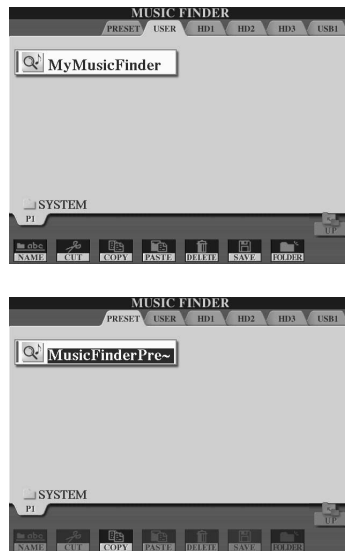 MUSIC FINDER
PRESET USER HD1 HD2 HD3 USB1
MyMusicFinder
SYSTEM
P1
UP
abc
NAME CUT COPY PASTE DELETE SAVE FOLDER
MUSIC FINDER
PRESET USER HD1 HD2 HD3 USB1
MusicFinderPre~
SYSTEM
P1
UP
abc
NAME CUT COPY PASTE DELETE SAVE FOLDER